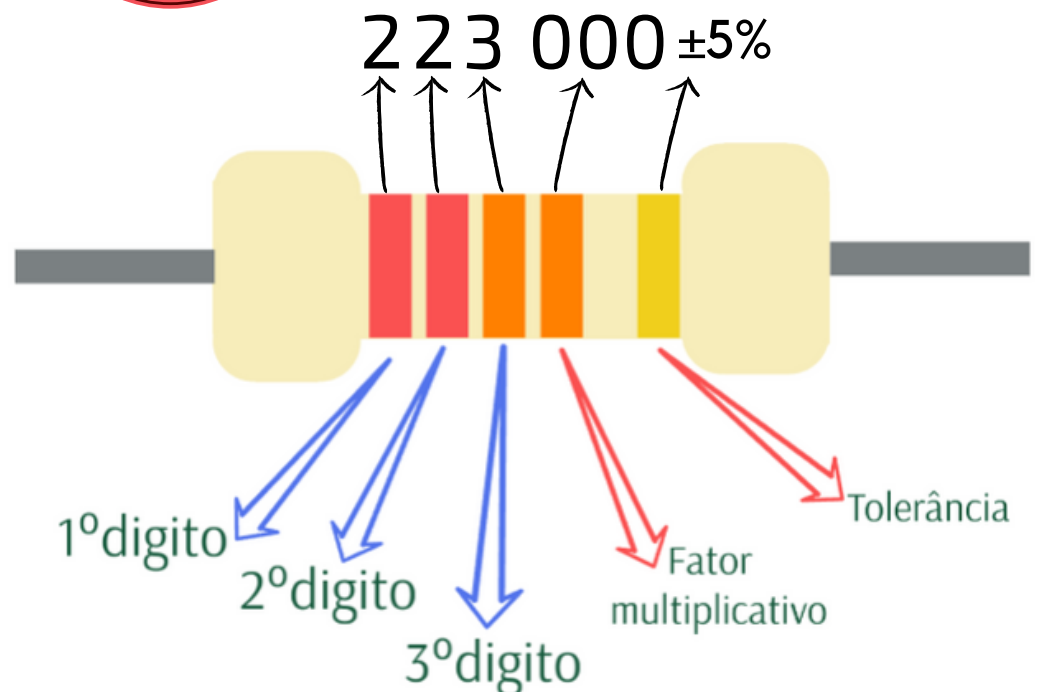 223 000 ±5%
1ºdigito
2ºdigito
3ºdigito
Fator
multiplicativo
Tolerância